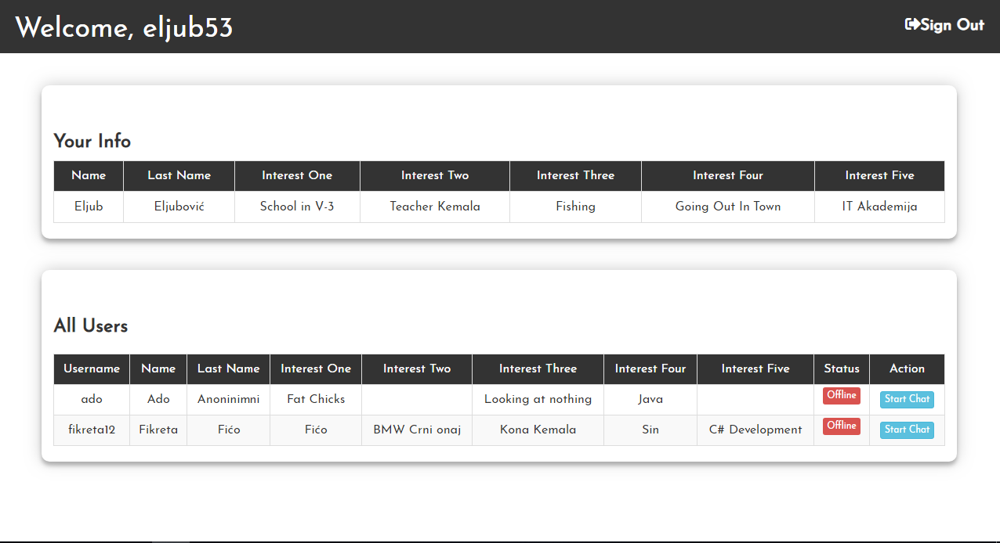 Welcome, eljub53 Sign Out
Your Info
Name Last Name Interest One Interest Two Interest Three Interest Four Interest Five
Eljub Eljubović School in V-3 Teacher Kemala Fishing Going Out In Town IT Akademija
All Users
Username Name Last Name Interest One Interest Two Interest Three Interest Four Interest Five Status Action
ado Ado Anoninimni Fat Chicks Looking at nothing Java Offline Start Chat
fikreta12 Fikreta Fićo Fićo BMW Crni onaj Kona Kemala Sin C# Development Offline Start Chat